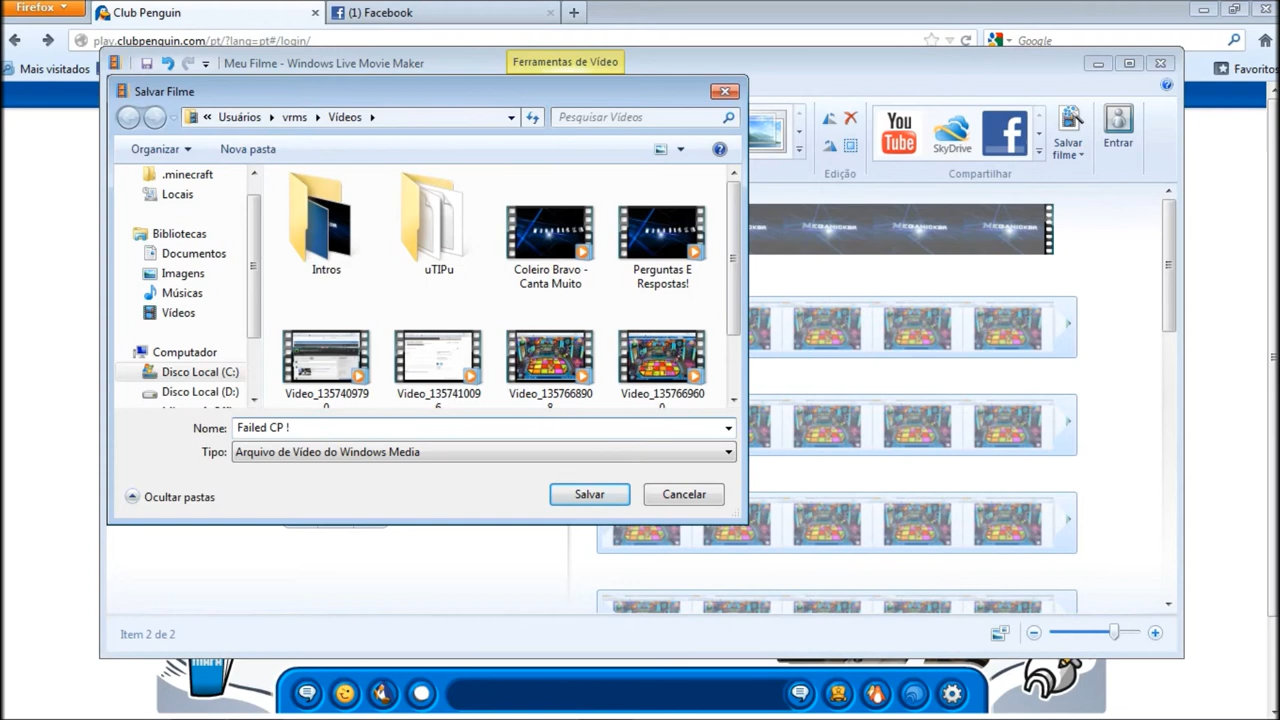 Firefox
Club Penguin
(1) Facebook
play.clubpenguin.com/pt/?lang=pt#/login/
Google
Mais visitados
Favoritos
Meu Filme - Windows Live Movie Maker
Ferramentas de Vídeo
Salvar Filme
Usuários
vrms
Vídeos
Pesquisar Vídeos
Organizar
Nova pasta
You
Tube
SkyDrive
Salvar
filme
Entrar
Edição
Compartilhar
.minecraft
Locais
Bibliotecas
Documentos
Imagens
Músicas
Vídeos
Computador
Disco Local (C:)
Disco Local (D:)
Intros
uTIPu
Coleiro Bravo -
Canta Muito
Perguntas E
Respostas!
Video_135740979
Video_135741009
Video_135766890
Video_135766960
Nome:
Failed CP !
Tipo:
Arquivo de Vídeo do Windows Media
Ocultar pastas
Salvar
Cancelar
Item 2 de 2